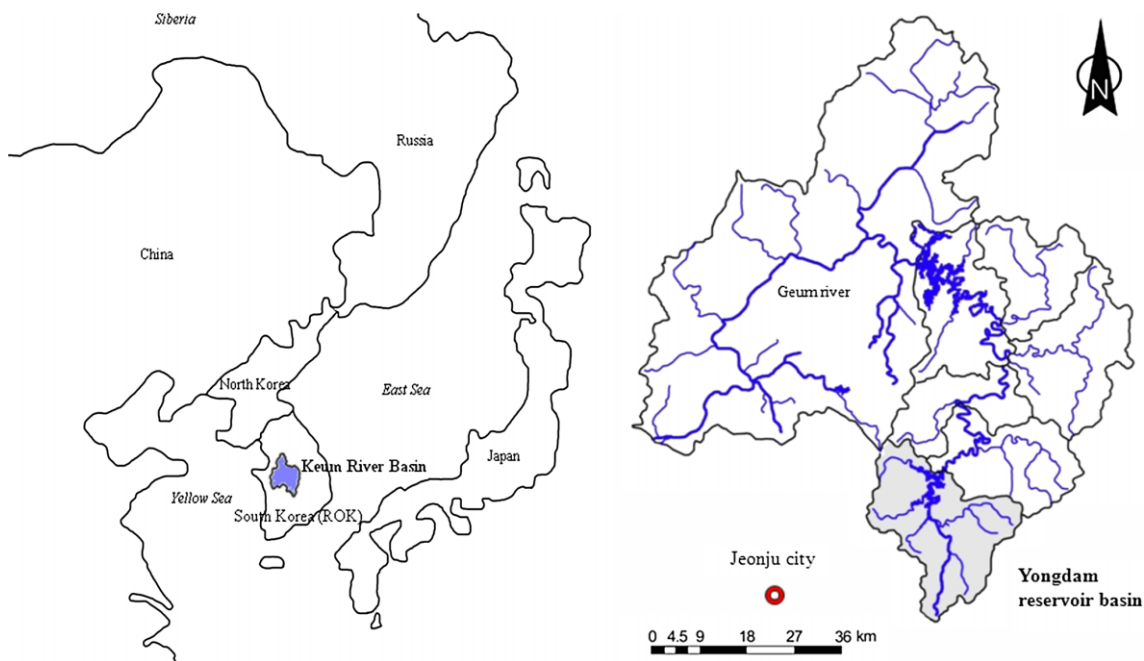 Siberia
Russia
China
North Korea
East Sea
Japan
Keum River Basin
Yellow Sea
South Korea (ROK)
N
Geum river
Jeonju city
Yongdam
reservoir basin
0 4.5 9 18 27 36 km